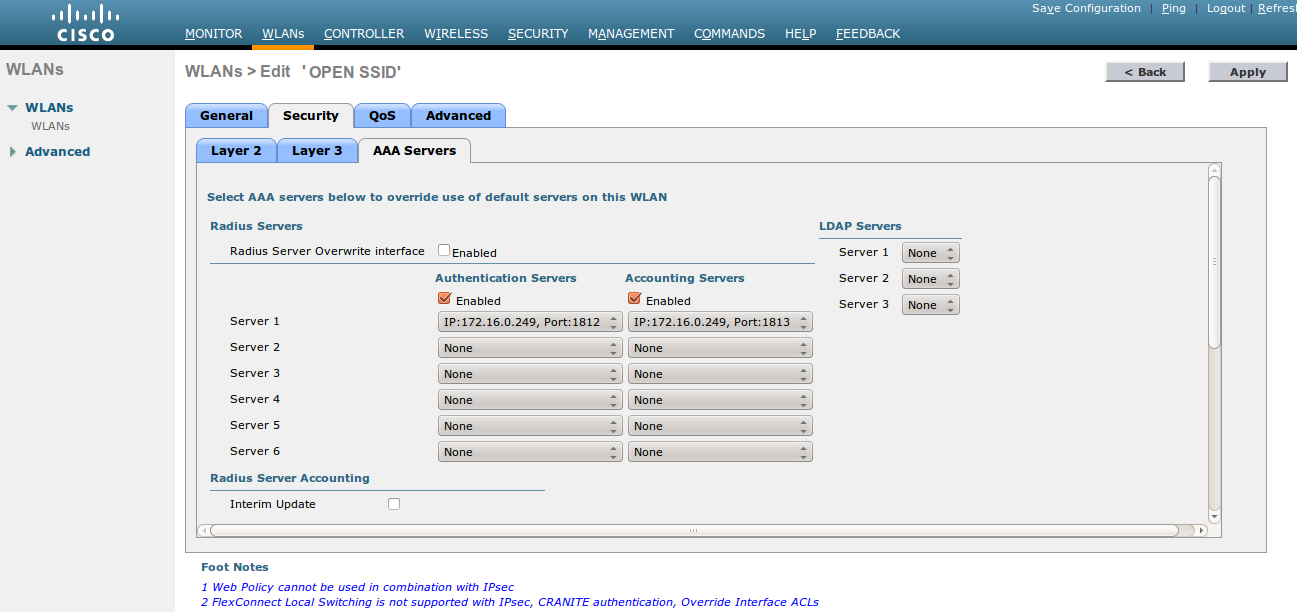 Save Configuration | Ping | Logout | Refresh
CISCO
MONITOR WLANs CONTROLLER WIRELESS SECURITY MANAGEMENT COMMANDS HELP FEEDBACK
WLANs
WLANs > Edit 'OPEN SSID'
< Back
Apply
WLANs
WLANs
Advanced
General Security QoS Advanced
Layer 2 Layer 3 AAA Servers
Select AAA servers below to override use of default servers on this WLAN
Radius Servers
Radius Server Overwrite interface Enabled
Authentication Servers Accounting Servers
Enabled Enabled
Server 1 IP:172.16.0.249, Port:1812 IP:172.16.0.249, Port:1813
Server 2 None None
Server 3 None None
Server 4 None None
Server 5 None None
Server 6 None None
LDAP Servers
Server 1 None
Server 2 None
Server 3 None
Radius Server Accounting
Interim Update
Foot Notes
1 Web Policy cannot be used in combination with IPsec
2 FlexConnect Local Switching is not supported with IPsec, CRANITE authentication, Override Interface ACLs